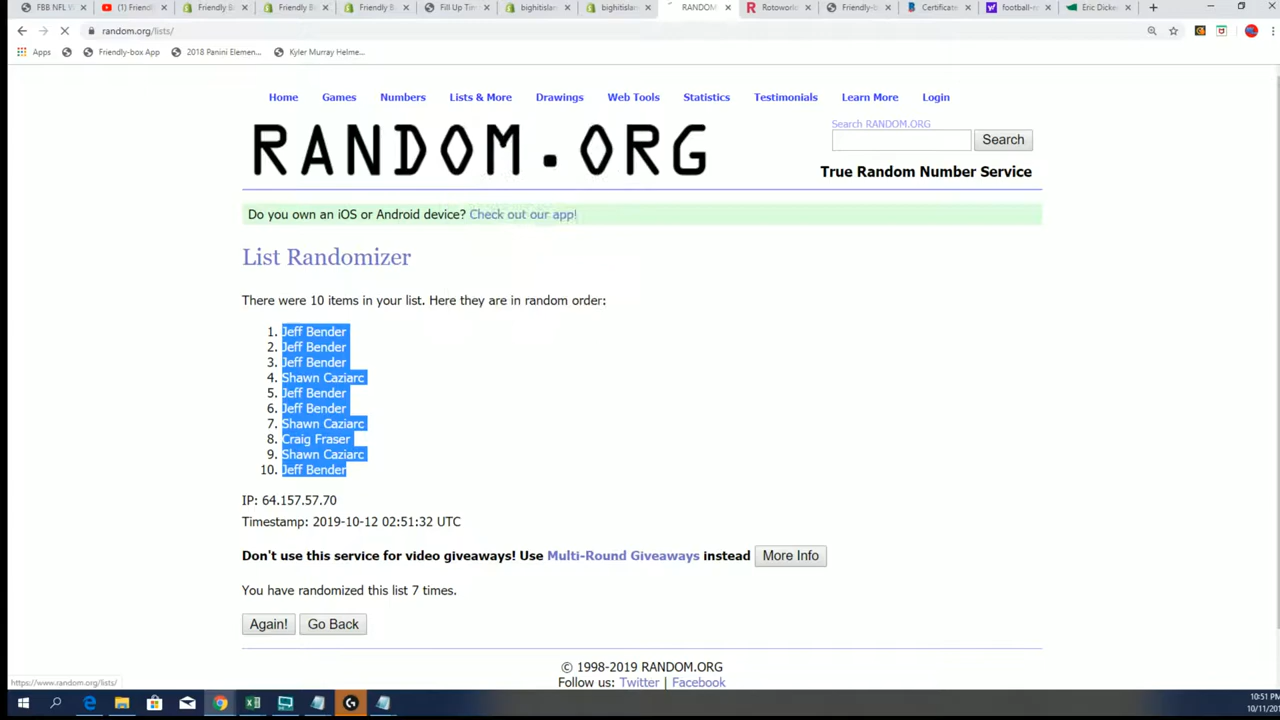 FBB NFL
(1) Friendl
Friendly B
Friendly B
Friendly B
Fill Up Tim
bighitislan
bighitislan
RANDOM
Rotoworld
Friendly-b
Certificate
football-r
Eric Dicke
random.org/lists/
Apps
Friendly-box App
2018 Panini Elemen...
Kyler Murray Helme...
Home
Games
Numbers
Lists & More
Drawings
Web Tools
Statistics
Testimonials
Learn More
Login
RANDOM.ORG
Search RANDOM.ORG
Search
True Random Number Service
Do you own an iOS or Android device? Check out our app!
List Randomizer
There were 10 items in your list. Here they are in random order:
1. Jeff Bender
2. Jeff Bender
3. Jeff Bender
4. Shawn Caziarc
5. Jeff Bender
6. Jeff Bender
7. Shawn Caziarc
8. Craig Fraser
9. Shawn Caziarc
10. Jeff Bender
IP: 64.157.57.70
Timestamp: 2019-10-12 02:51:32 UTC
Don't use this service for video giveaways! Use Multi-Round Giveaways instead
More Info
You have randomized this list 7 times.
Again!
Go Back
© 1998-2019 RANDOM.ORG
Follow us: Twitter | Facebook
https://www.random.org/lists/
10:51 PM
10/11/201